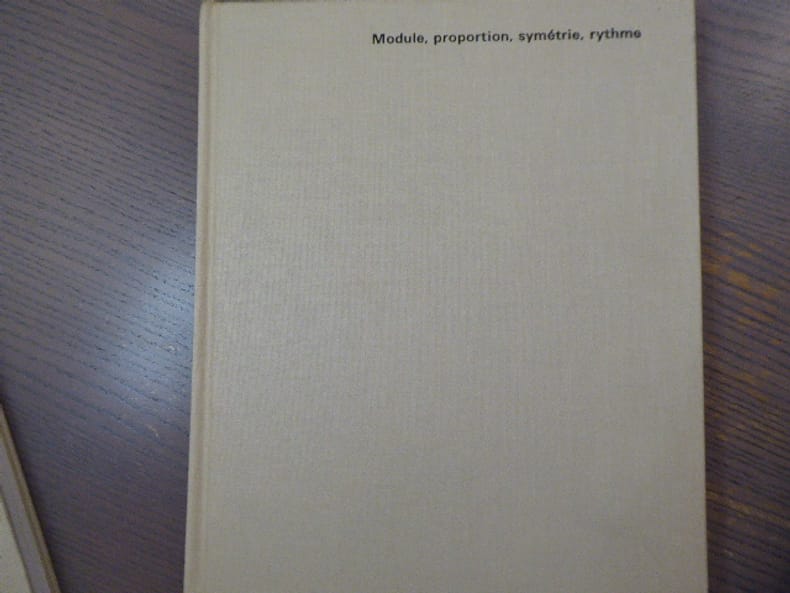 Module, proportion, symétrie, rythme